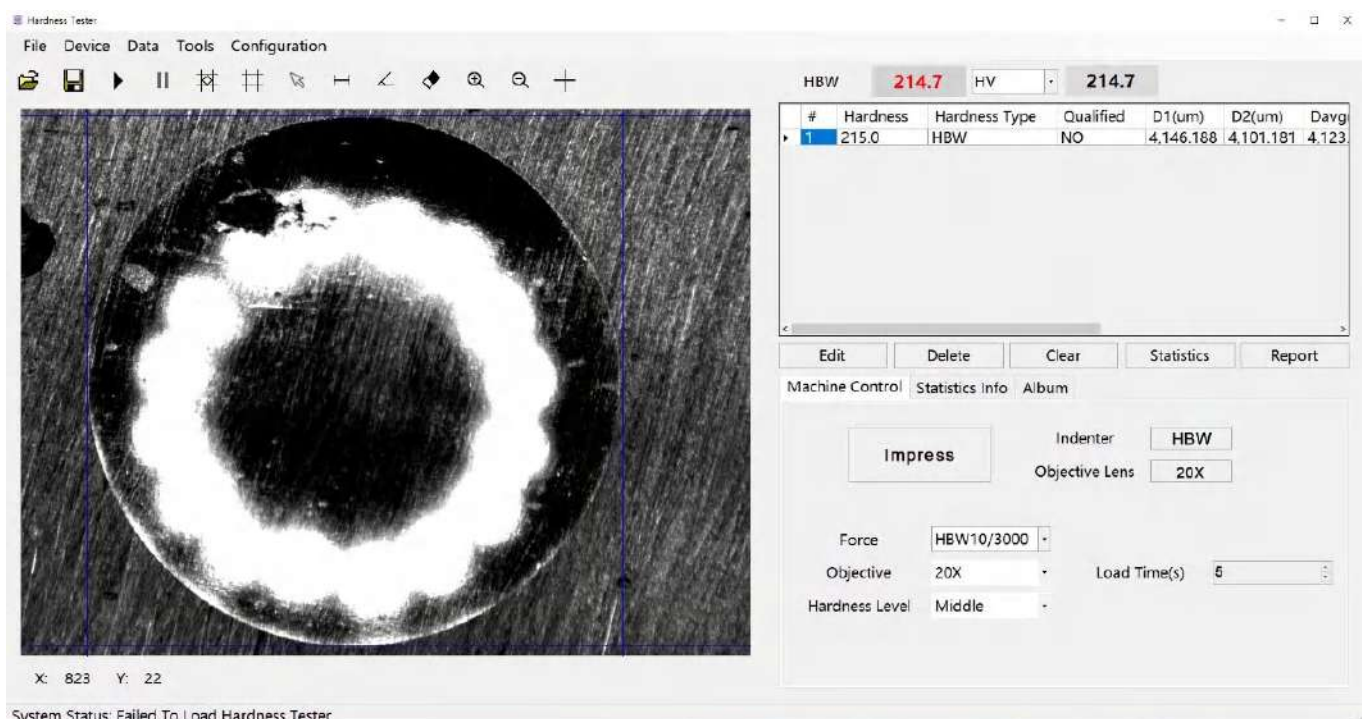 Hardness Tester
File Device Data Tools Configuration
HBW 214.7 HV 214.7
# Hardness Hardness Type Qualified D1(um) D2(um) Davg
1 215.0 HBW NO 4,146.188 4,101.181 4,123.
Edit Delete Clear Statistics Report
Machine Control Statistics Info Album
Impress
Indenter HBW
Objective Lens 20X
Force HBW10/3000
Objective 20X Load Time(s) 5
Hardness Level Middle
X: 823 Y: 22
System Status: Failed To Load Hardness Tester